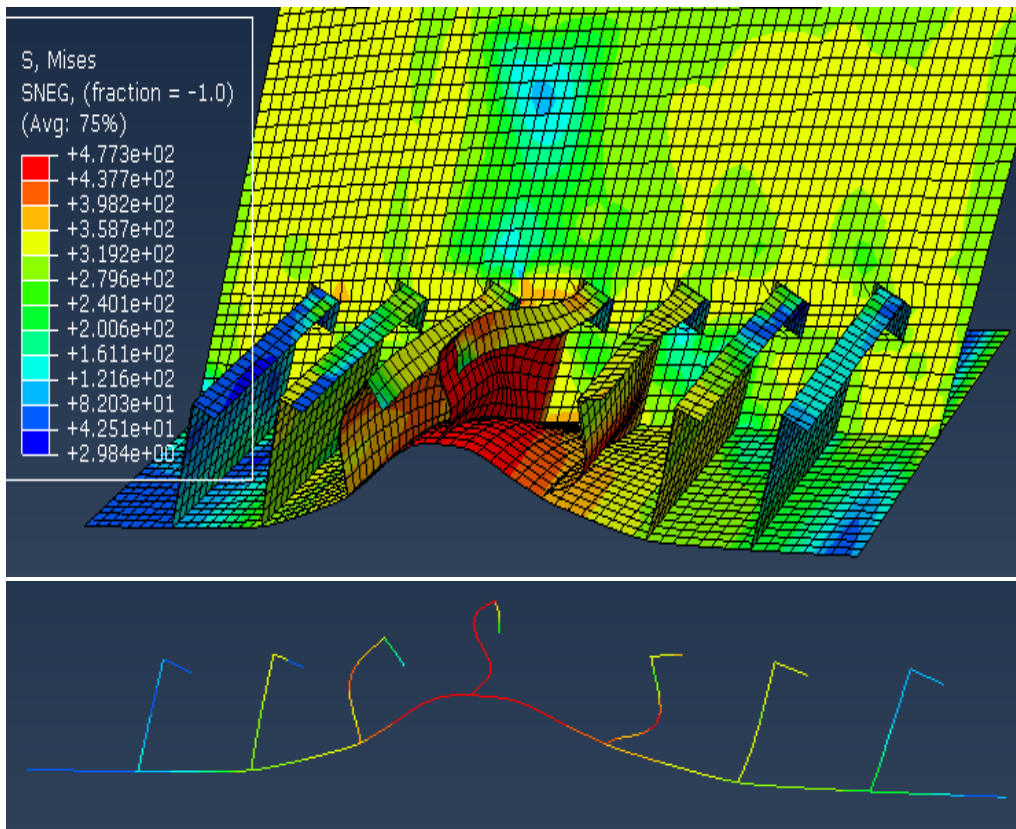 S, Mises
SNEG, (fraction = -1.0)
(Avg: 75%)
+4.773e+02
+4.377e+02
+3.982e+02
+3.587e+02
+3.192e+02
+2.796e+02
+2.401e+02
+2.006e+02
+1.611e+02
+1.216e+02
+8.203e+01
+4.251e+01
+2.984e+00